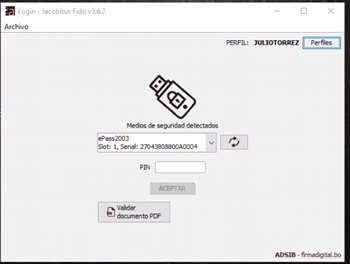 Login - Jacobitus Fido v3.6.2
Archivo
PERFIL: JULIOTORREZ Perfiles
Medios de seguridad detectados
ePass2003
Slot: 1, Serial: 27043808800A0004
PIN
ACEPTAR
Validar
documento PDF
ADSIB - firmadigital.bo